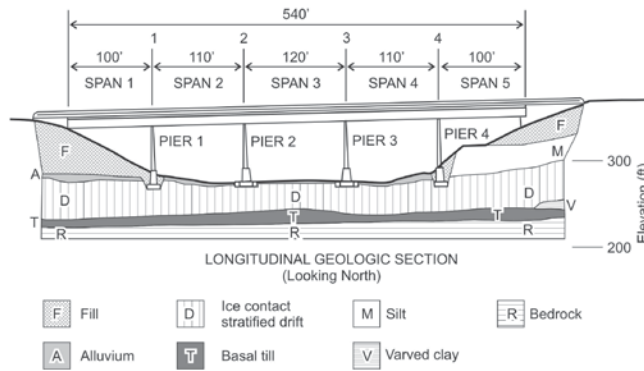 540'
1 2 3 4
100' 110' 120' 110' 100'
SPAN 1 SPAN 2 SPAN 3 SPAN 4 SPAN 5
F
F
PIER 1 PIER 2 PIER 3 PIER 4
M
300
A
D D D
V
T T T
R R R
200
Elevation (ft)
LONGITUDINAL GEOLOGIC SECTION
(Looking North)
F Fill
D Ice contact
stratified drift
M Silt
R Bedrock
A Alluvium
T Basal till
V Varved clay